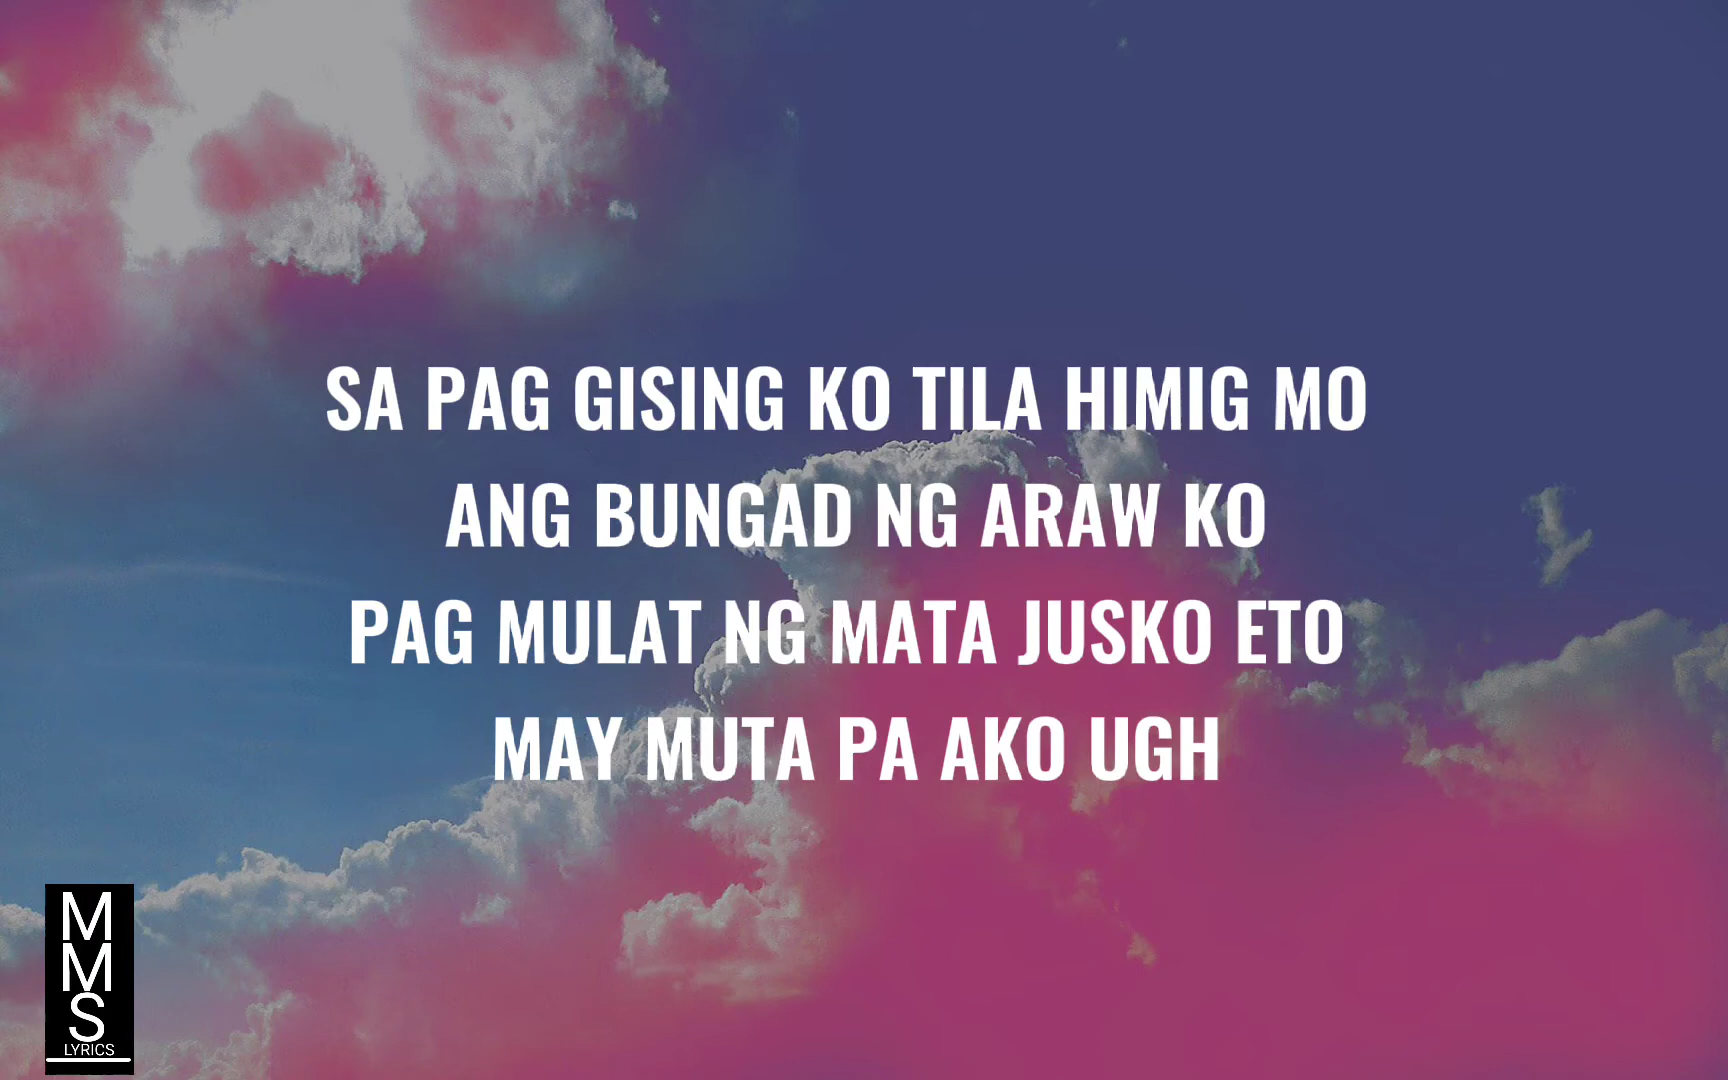 SA PAG GISING KO TILA HIMIG MO
ANG BUNGAD NG ARAW KO
PAG MULAT NG MATA JUSKO ETO
MAY MUTA PA AKO UGH
M
M
S
LYRICS